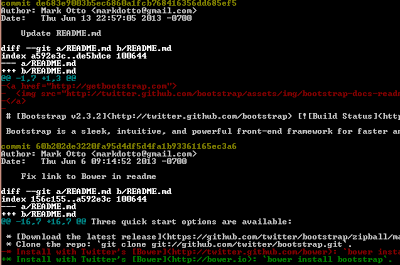 commit de683e9003b5ec6860a1fcb768416356dd685ef5
Author: Mark Otto <markdotto@gmail.com>
Date: Thu Jun 13 22:57:05 2013 -0700
Update README.md
diff --git a/README.md b/README.md
index a592e3c..de5bdce 100644
--- a/README.md
+++ b/README.md
@@ -1,7 +1,3 @@
-<a href="http://getbootstrap.com">
- <img src="http://twitter.github.com/bootstrap/assets/img/bootstrap-docs-read
-</a>
-
# [Bootstrap v2.3.2](http://twitter.github.com/bootstrap) [![Build Status](htt
Bootstrap is a sleek, intuitive, and powerful front-end framework for faster an
commit 60b202de3220fa95d4df5d4fa1b93361165ec3a6
Author: Mark Otto <markdotto@gmail.com>
Date: Thu Jun 6 09:14:52 2013 -0700
Fix link to Bower in readme
diff --git a/README.md b/README.md
index 156c155..a592e3c 100644
--- a/README.md
+++ b/README.md
@@ -16,7 +16,7 @@ Three quick start options are available:
* [Download the latest release](https://github.com/twitter/bootstrap/zipball/ma
* Clone the repo: `git clone git://github.com/twitter/bootstrap.git`.
-* Install with Twitter's [Bower](http://twitter.github.com/bower): `bower inst
+* Install with Twitter's [Bower](http://bower.io): `bower install bootstrap`.